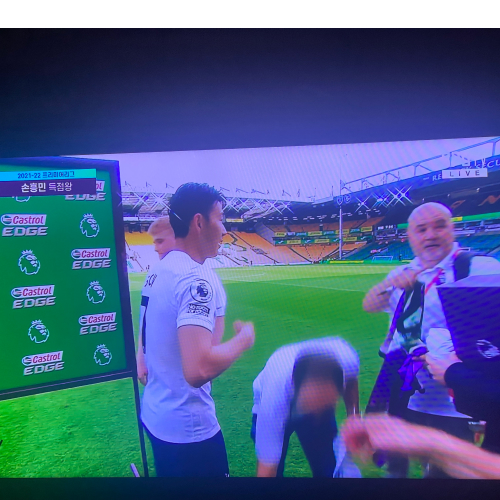 2021-22 프리미어리그
손흥민 득점왕
LIVE
Castrol
EDGE
Castrol
EDGE
Castrol
EDGE
Castrol
EDGE
Castrol
EDGE
7